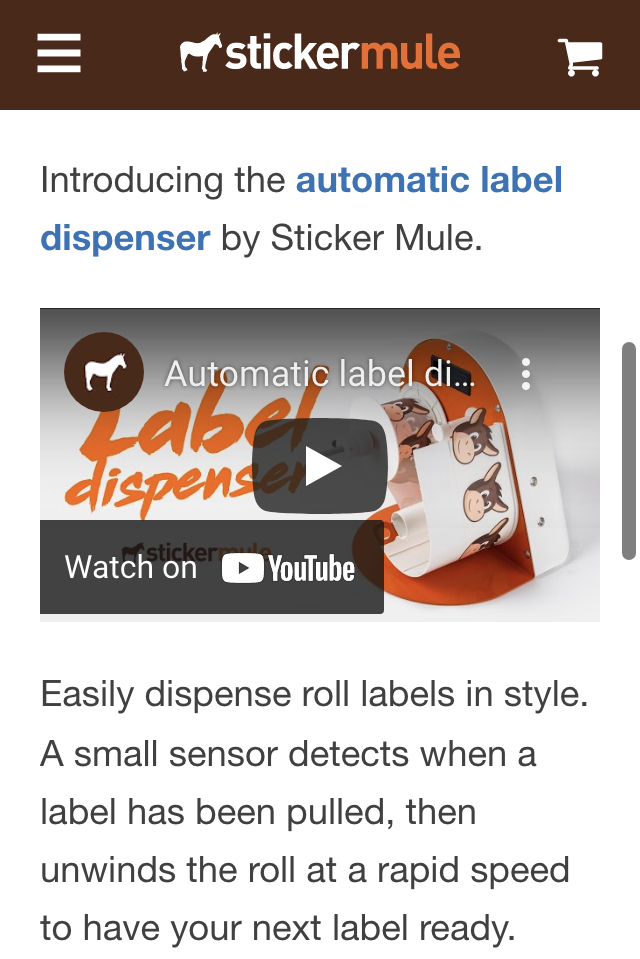 stickermule
Introducing the automatic label
dispenser by Sticker Mule.
Automatic label di...
Label
dispenser
stickermule
Watch on YouTube
Easily dispense roll labels in style.
A small sensor detects when a
label has been pulled, then
unwinds the roll at a rapid speed
to have your next label ready.